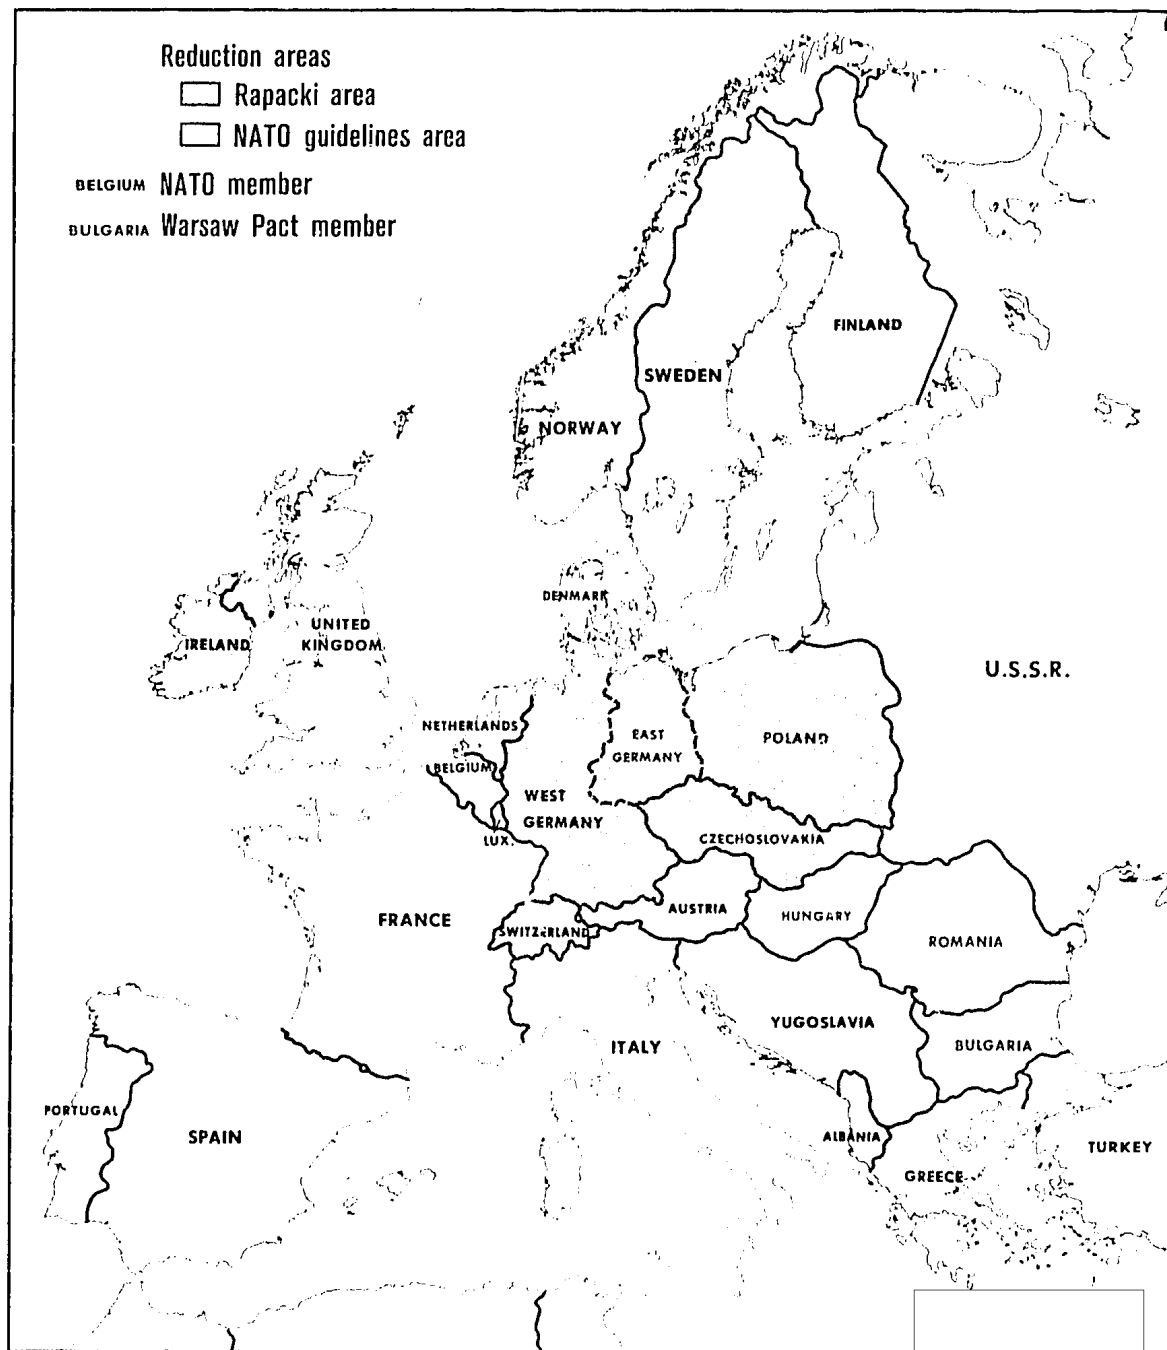 Reduction areas
Rapacki area
NATO guidelines area
BELGIUM NATO member
BULGARIA Warsaw Pact member
FINLAND
SWEDEN
NORWAY
DENMARK
UNITED
KINGDOM
IRELAND
U.S.S.R.
NETHERLANDS
EAST
GERMANY
POLAND
BELGIUM
WEST
GERMANY
LUX.
CZECHOSLOVAKIA
FRANCE
SWITZERLAND
AUSTRIA
HUNGARY
ROMANIA
YUGOSLAVIA
ITALY
BULGARIA
PORTUGAL
SPAIN
ALBANIA
GREECE
TURKEY